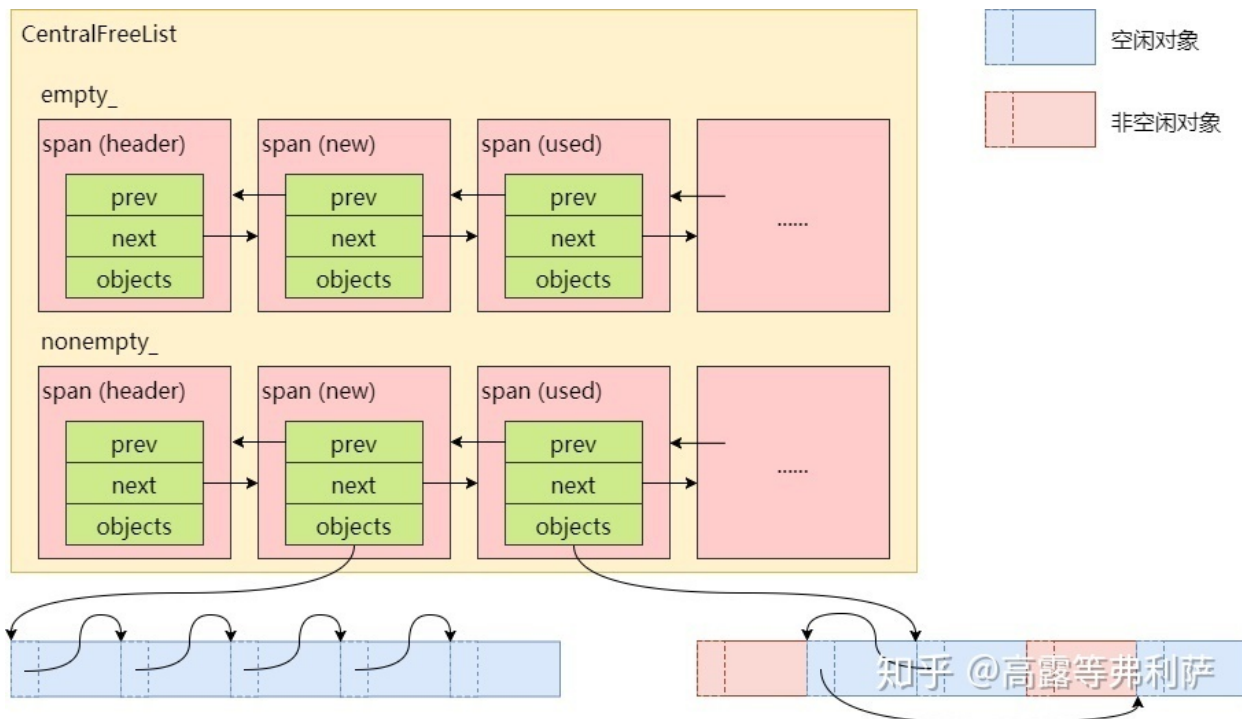 CentralFreeList
空闲对象
非空闲对象
empty_
span (header)
span (new)
span (used)
prev
prev
prev
next
next
next
......
objects
objects
objects
nonempty_
span (header)
span (new)
span (used)
prev
prev
prev
next
next
next
......
objects
objects
objects
知乎 @高露等弗利萨